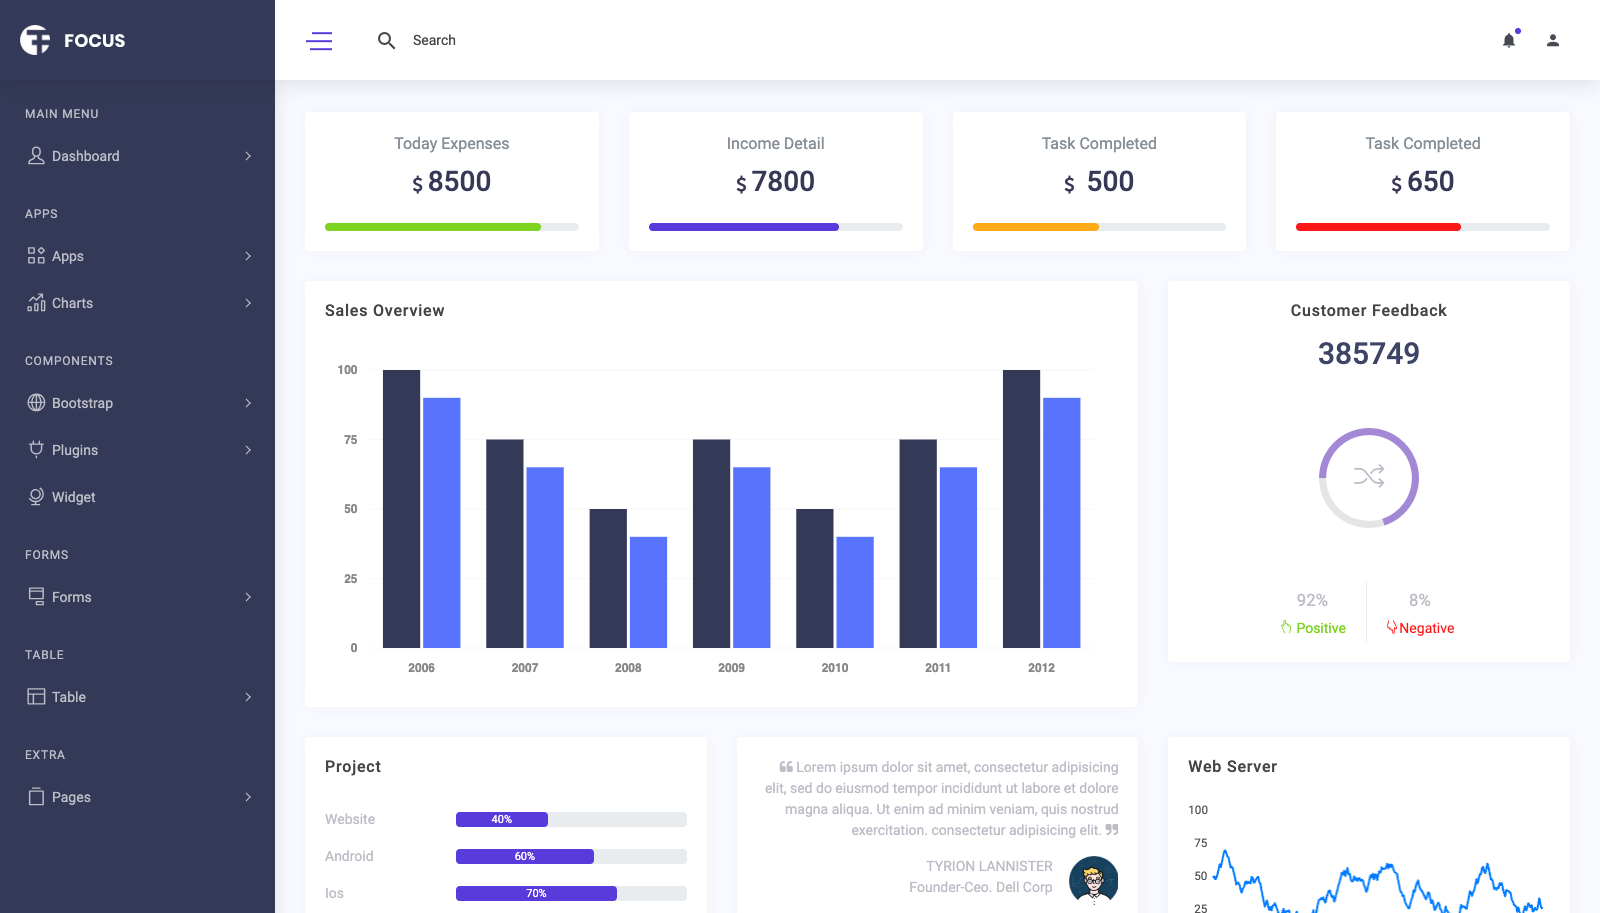 FOCUS
Search
MAIN MENU
Dashboard
APPS
Apps
Charts
COMPONENTS
Bootstrap
Plugins
Widget
FORMS
Forms
TABLE
Table
EXTRA
Pages
Today Expenses
$ 8500
Income Detail
$ 7800
Task Completed
$ 500
Task Completed
$ 650
Sales Overview
100
75
50
25
0
2006 2007 2008 2009 2010 2011 2012
Customer Feedback
385749
92%
Positive
8%
Negative
Project
Website 40%
Android 60%
Ios 70%
❝ Lorem ipsum dolor sit amet, consectetur adipisicing
elit, sed do eiusmod tempor incididunt ut labore et dolore
magna aliqua. Ut enim ad minim veniam, quis nostrud
exercitation. consectetur adipisicing elit. ❞
TYRION LANNISTER
Founder-Ceo. Dell Corp
Web Server
100
75
50
25